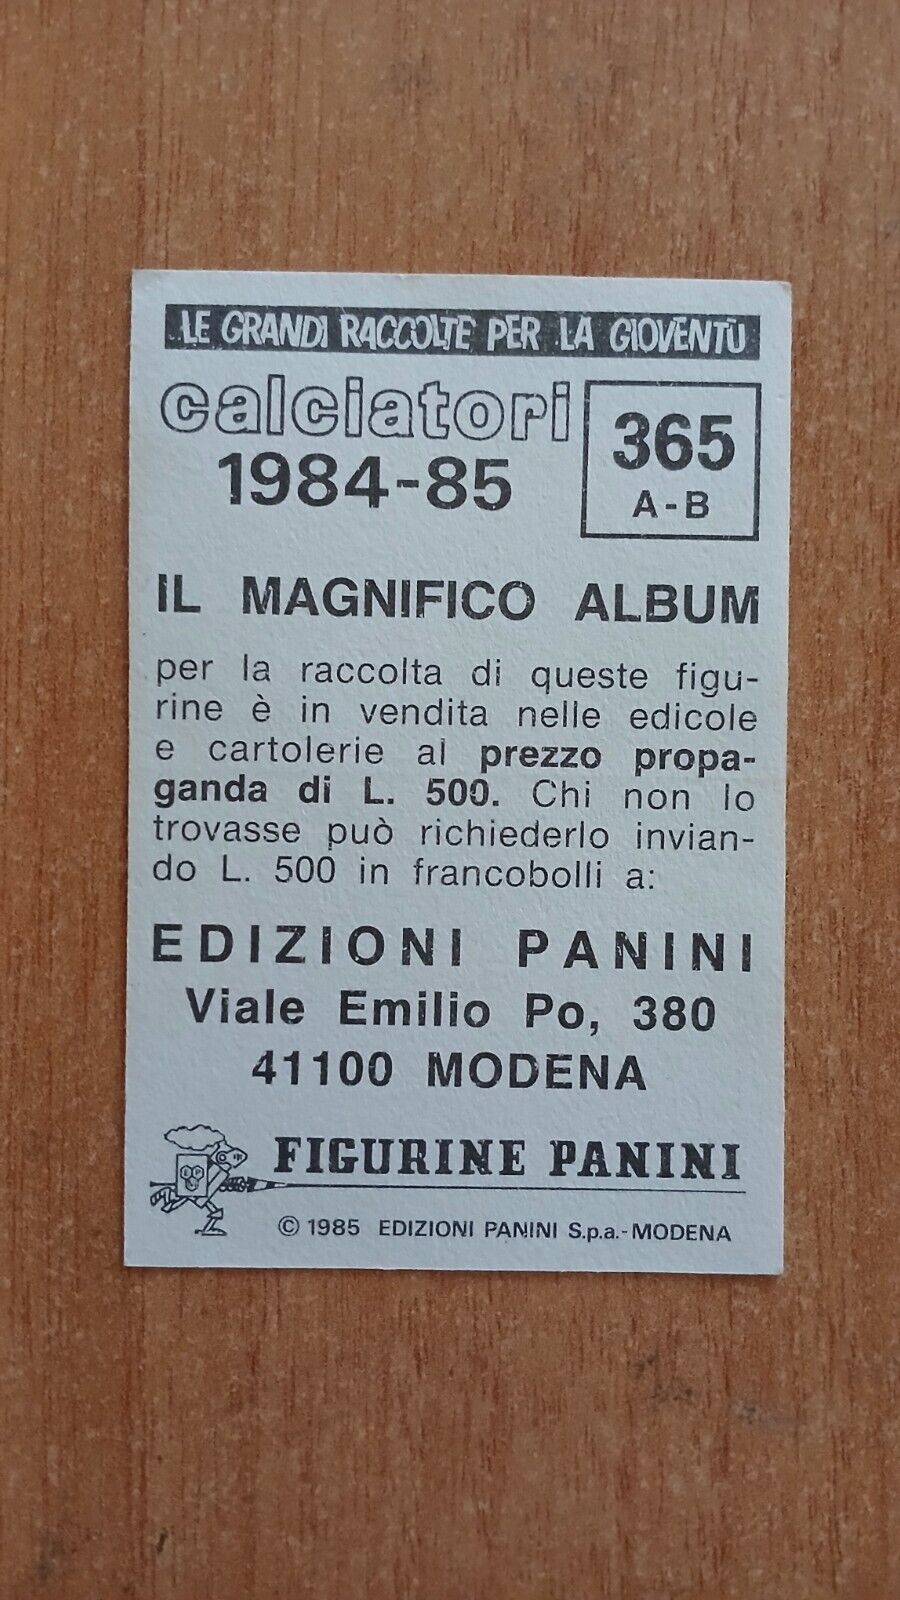 LE GRANDI RACCOLTE PER LA GIOVENTÙ
calciatori
1984-85
365
A-B
IL MAGNIFICO ALBUM
per la raccolta di queste figu-
rine è in vendita nelle edicole
e cartolerie al prezzo propa-
ganda di L. 500. Chi non lo
trovasse può richiederlo invian-
do L. 500 in francobolli a:
EDIZIONI PANINI
Viale Emilio Po, 380
41100 MODENA
FIGURINE PANINI
© 1985 EDIZIONI PANINI S.p.a.-MODENA